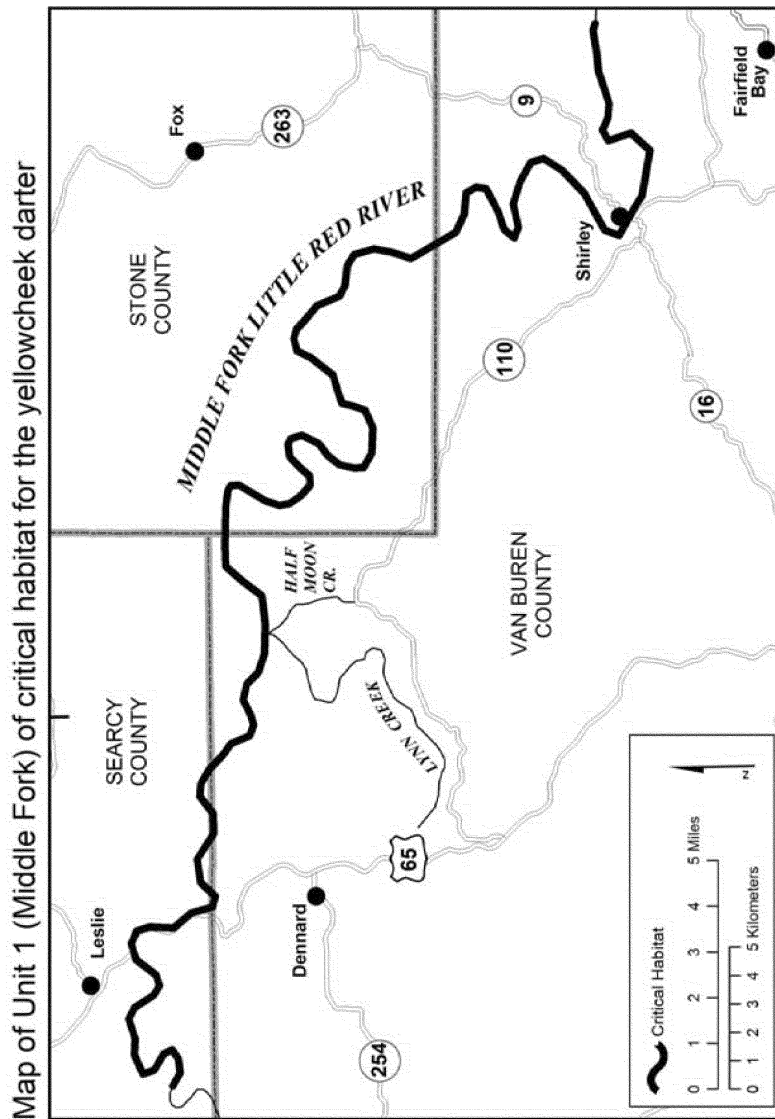 Map of Unit 1 (Middle Fork) of critical habitat for the yellowcheek darter
SEARCY
COUNTY
STONE
COUNTY
Fox
263
Leslie
MIDDLE FORK LITTLE RED RIVER
HALF
MOON
CR.
LYNN CREEK
9
Dennard
65
254
VAN BUREN
COUNTY
110
Shirley
16
Fairfield
Bay
Critical Habitat
0 1 2 3 4 5 Miles
0 1 2 3 4 5 Kilometers
N